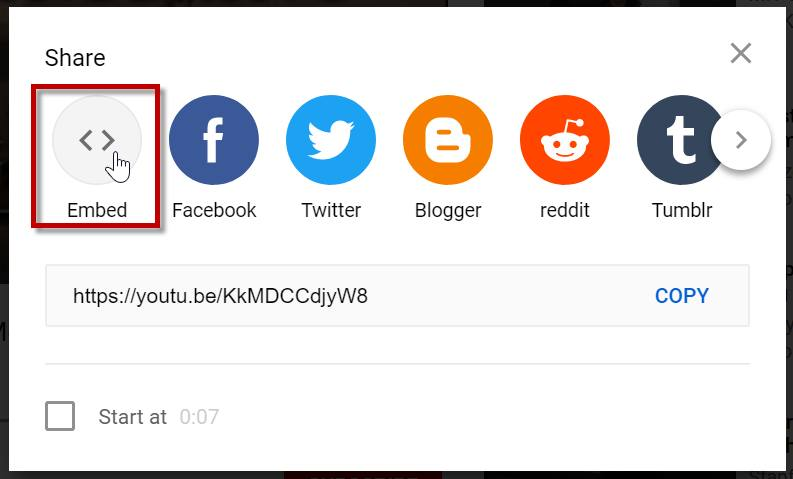 Share
Embed
Facebook
Twitter
Blogger
reddit
Tumblr
https://youtu.be/KkMDCCdjyW8
COPY
Start at 0:07